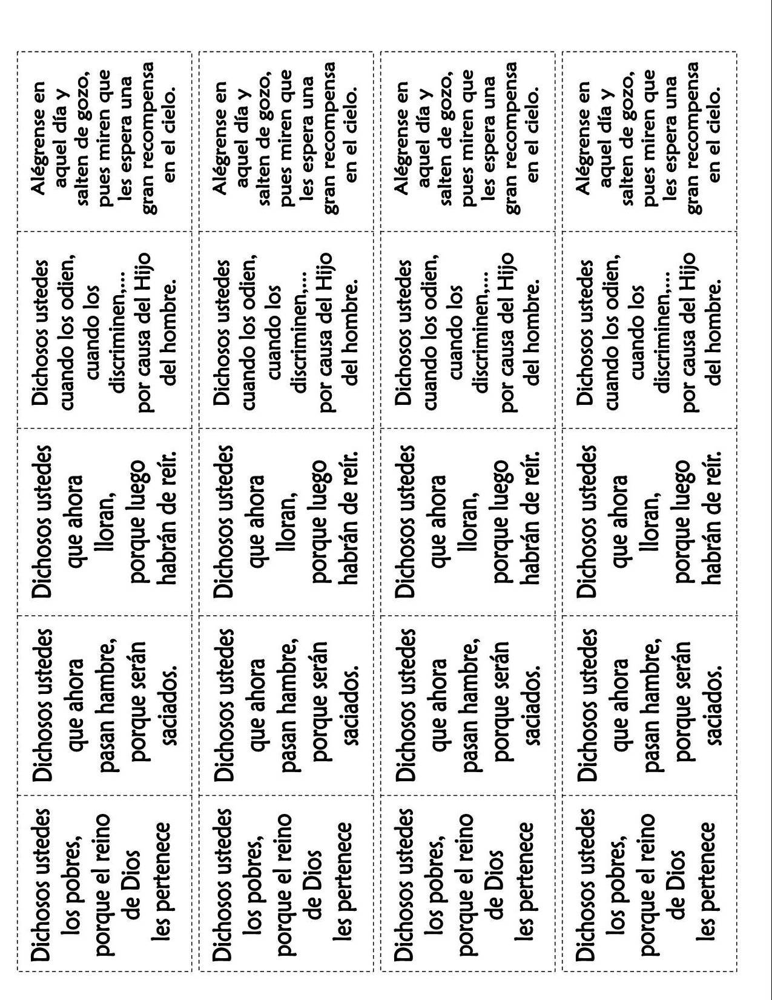 Dichosos ustedes
los pobres,
porque el reino
de Dios
les pertenece
Dichosos ustedes
que ahora
pasan hambre,
porque serán
saciados.
Dichosos ustedes
que ahora
lloran,
porque luego
habrán de reír.
Dichosos ustedes
cuando los odien,
cuando los
discriminen,...
por causa del Hijo
del hombre.
Alégrense en
aquel día y
salten de gozo,
pues miren que
les espera una
gran recompensa
en el cielo.
Dichosos ustedes
los pobres,
porque el reino
de Dios
les pertenece
Dichosos ustedes
que ahora
pasan hambre,
porque serán
saciados.
Dichosos ustedes
que ahora
lloran,
porque luego
habrán de reír.
Dichosos ustedes
cuando los odien,
cuando los
discriminen,...
por causa del Hijo
del hombre.
Alégrense en
aquel día y
salten de gozo,
pues miren que
les espera una
gran recompensa
en el cielo.
Dichosos ustedes
los pobres,
porque el reino
de Dios
les pertenece
Dichosos ustedes
que ahora
pasan hambre,
porque serán
saciados.
Dichosos ustedes
que ahora
lloran,
porque luego
habrán de reír.
Dichosos ustedes
cuando los odien,
cuando los
discriminen,...
por causa del Hijo
del hombre.
Alégrense en
aquel día y
salten de gozo,
pues miren que
les espera una
gran recompensa
en el cielo.
Dichosos ustedes
los pobres,
porque el reino
de Dios
les pertenece
Dichosos ustedes
que ahora
pasan hambre,
porque serán
saciados.
Dichosos ustedes
que ahora
lloran,
porque luego
habrán de reír.
Dichosos ustedes
cuando los odien,
cuando los
discriminen,...
por causa del Hijo
del hombre.
Alégrense en
aquel día y
salten de gozo,
pues miren que
les espera una
gran recompensa
en el cielo.